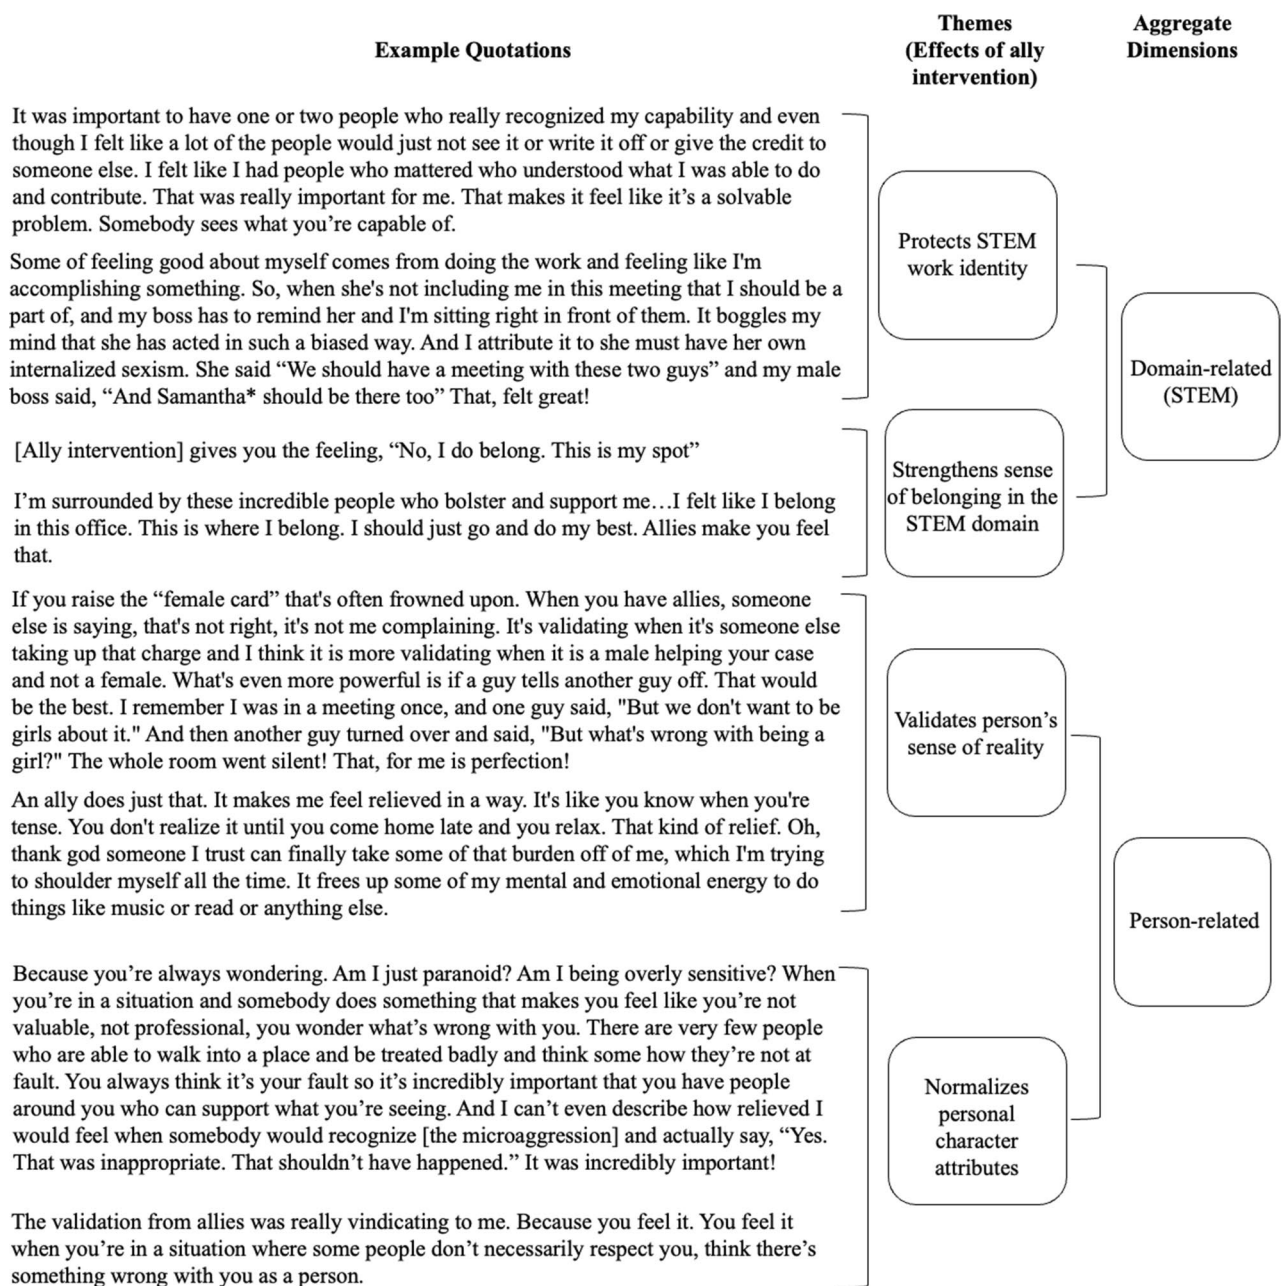 Example Quotations
Themes
(Effects of ally
intervention)
Aggregate
Dimensions
It was important to have one or two people who really recognized my capability and even
though I felt like a lot of the people would just not see it or write it off or give the credit to
someone else. I felt like I had people who mattered who understood what I was able to do
and contribute. That was really important for me. That makes it feel like it’s a solvable
problem. Somebody sees what you’re capable of.
Some of feeling good about myself comes from doing the work and feeling like I'm
accomplishing something. So, when she's not including me in this meeting that I should be a
part of, and my boss has to remind her and I'm sitting right in front of them. It boggles my
mind that she has acted in such a biased way. And I attribute it to she must have her own
internalized sexism. She said “We should have a meeting with these two guys” and my male
boss said, “And Samantha* should be there too” That, felt great!
Protects STEM
work identity
[Ally intervention] gives you the feeling, “No, I do belong. This is my spot”
I’m surrounded by these incredible people who bolster and support me…I felt like I belong
in this office. This is where I belong. I should just go and do my best. Allies make you feel
that.
Strengthens sense
of belonging in the
STEM domain
Domain-related
(STEM)
If you raise the “female card” that's often frowned upon. When you have allies, someone
else is saying, that's not right, it's not me complaining. It's validating when it's someone else
taking up that charge and I think it is more validating when it is a male helping your case
and not a female. What's even more powerful is if a guy tells another guy off. That would
be the best. I remember I was in a meeting once, and one guy said, "But we don't want to be
girls about it." And then another guy turned over and said, "But what's wrong with being a
girl?" The whole room went silent! That, for me is perfection!
An ally does just that. It makes me feel relieved in a way. It's like you know when you're
tense. You don't realize it until you come home late and you relax. That kind of relief. Oh,
thank god someone I trust can finally take some of that burden off of me, which I'm trying
to shoulder myself all the time. It frees up some of my mental and emotional energy to do
things like music or read or anything else.
Validates person’s
sense of reality
Because you’re always wondering. Am I just paranoid? Am I being overly sensitive? When
you’re in a situation and somebody does something that makes you feel like you’re not
valuable, not professional, you wonder what’s wrong with you. There are very few people
who are able to walk into a place and be treated badly and think some how they’re not at
fault. You always think it’s your fault so it’s incredibly important that you have people
around you who can support what you’re seeing. And I can’t even describe how relieved I
would feel when somebody would recognize [the microaggression] and actually say, “Yes.
That was inappropriate. That shouldn’t have happened.” It was incredibly important!
The validation from allies was really vindicating to me. Because you feel it. You feel it
when you’re in a situation where some people don’t necessarily respect you, think there’s
something wrong with you as a person.
Normalizes
personal
character
attributes
Person-related